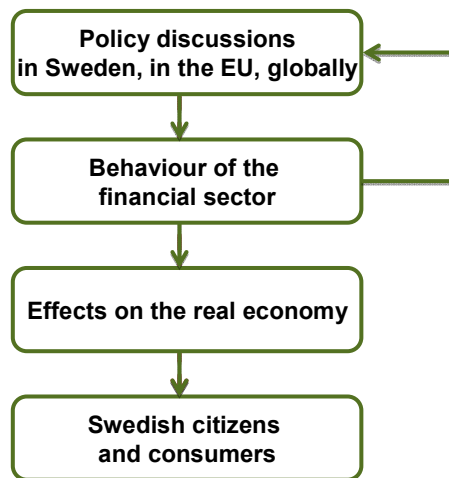 Policy discussions
in Sweden, in the EU, globally
Behaviour of the
financial sector
Effects on the real economy
Swedish citizens
and consumers